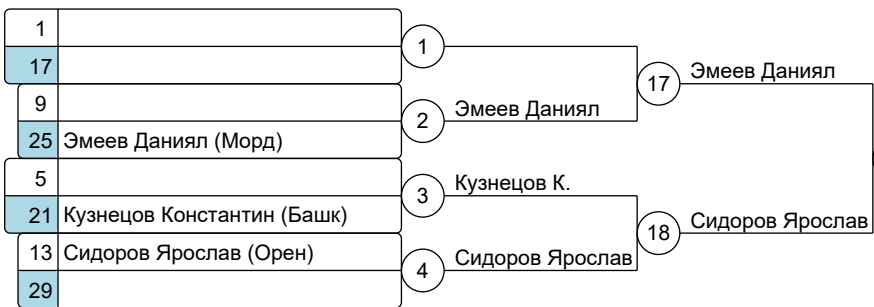 1
17
1
17
Эмеев Даниял
9
25 Эмеев Даниял (Морд)
2
Эмеев Даниял
5
21 Кузнецов Константин (Башк)
3
Кузнецов К.
18
Сидоров Ярослав
13 Сидоров Ярослав (Орен)
29
4
Сидоров Ярослав